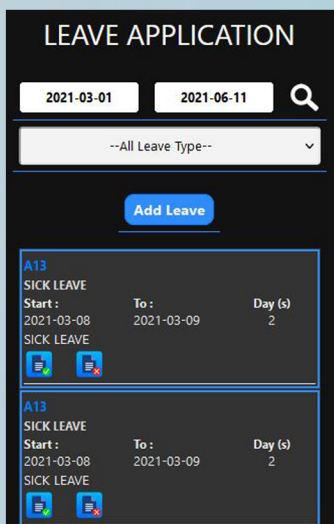 LEAVE APPLICATION
2021-03-01 2021-06-11
--All Leave Type--
Add Leave
A13
SICK LEAVE
Start : To : Day (s)
2021-03-08 2021-03-09 2
SICK LEAVE
A13
SICK LEAVE
Start : To : Day (s)
2021-03-08 2021-03-09 2
SICK LEAVE